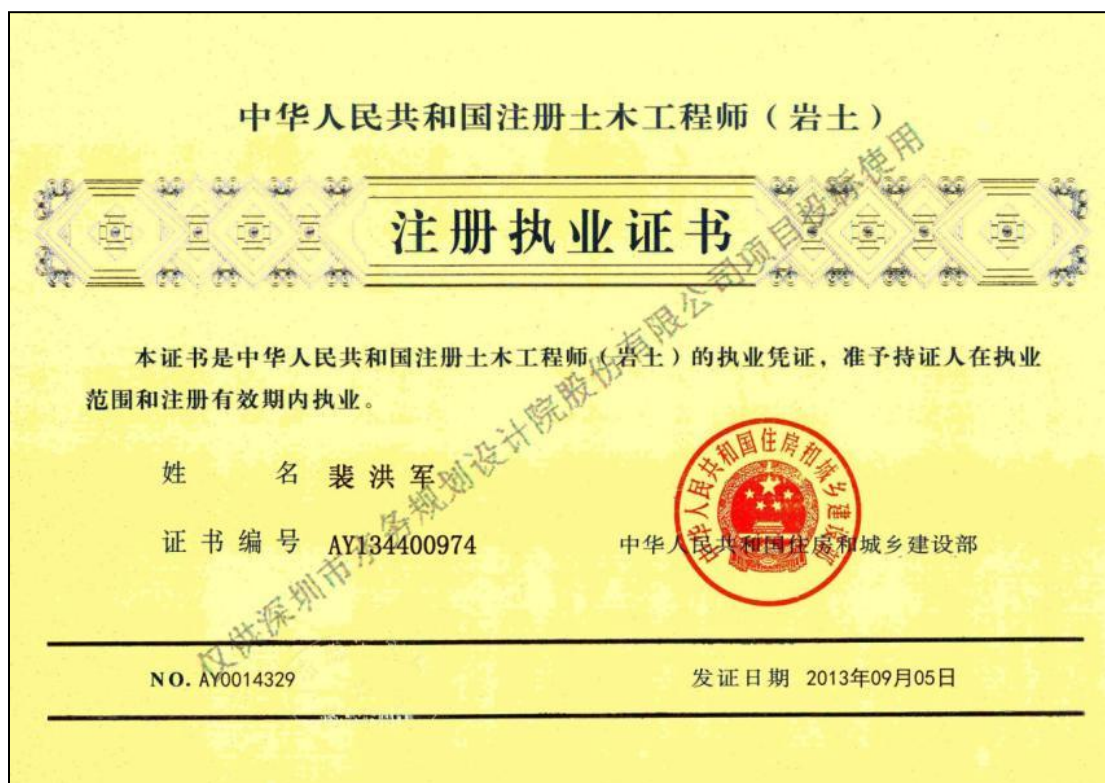 中华人民共和国注册土木工程师（岩土）
注册执业证书
本证书是中华人民共和国注册土木工程师（岩土）的执业凭证，准予持证人在执业
范围和注册有效期内执业。
姓 名 裴洪军
证书编号 AY134400974
中华人民共和国住房和城乡建设部
中华人民共和国住房和城乡建设部
NO. AY0014329
发证日期 2013年09月05日
仅供深圳市水务规划设计院股份有限公司项目投标使用